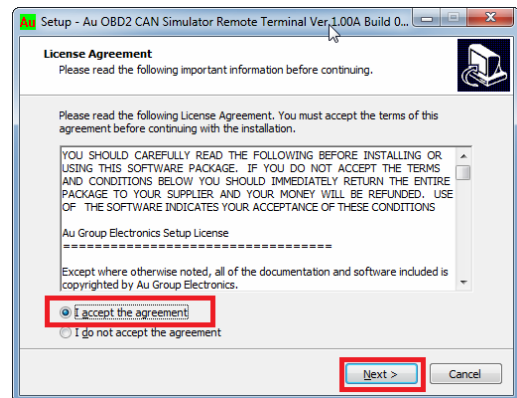 Au Setup - Au OBD2 CAN Simulator Remote Terminal Ver,1.00A Build 0...
License Agreement
Please read the following important information before continuing.
Please read the following License Agreement. You must accept the terms of this
agreement before continuing with the installation.
YOU SHOULD CAREFULLY READ THE FOLLOWING BEFORE INSTALLING OR
USING THIS SOFTWARE PACKAGE. IF YOU DO NOT ACCEPT THE TERMS
AND CONDITIONS BELOW YOU SHOULD IMMEDIATELY RETURN THE ENTIRE
PACKAGE TO YOUR SUPPLIER AND YOUR MONEY WILL BE REFUNDED. USE
OF THE SOFTWARE INDICATES YOUR ACCEPTANCE OF THESE CONDITIONS
Au Group Electronics Setup License
==================================
Except where otherwise noted, all of the documentation and software included is
copyrighted by Au Group Electronics.
I accept the agreement
I do not accept the agreement
Next >
Cancel